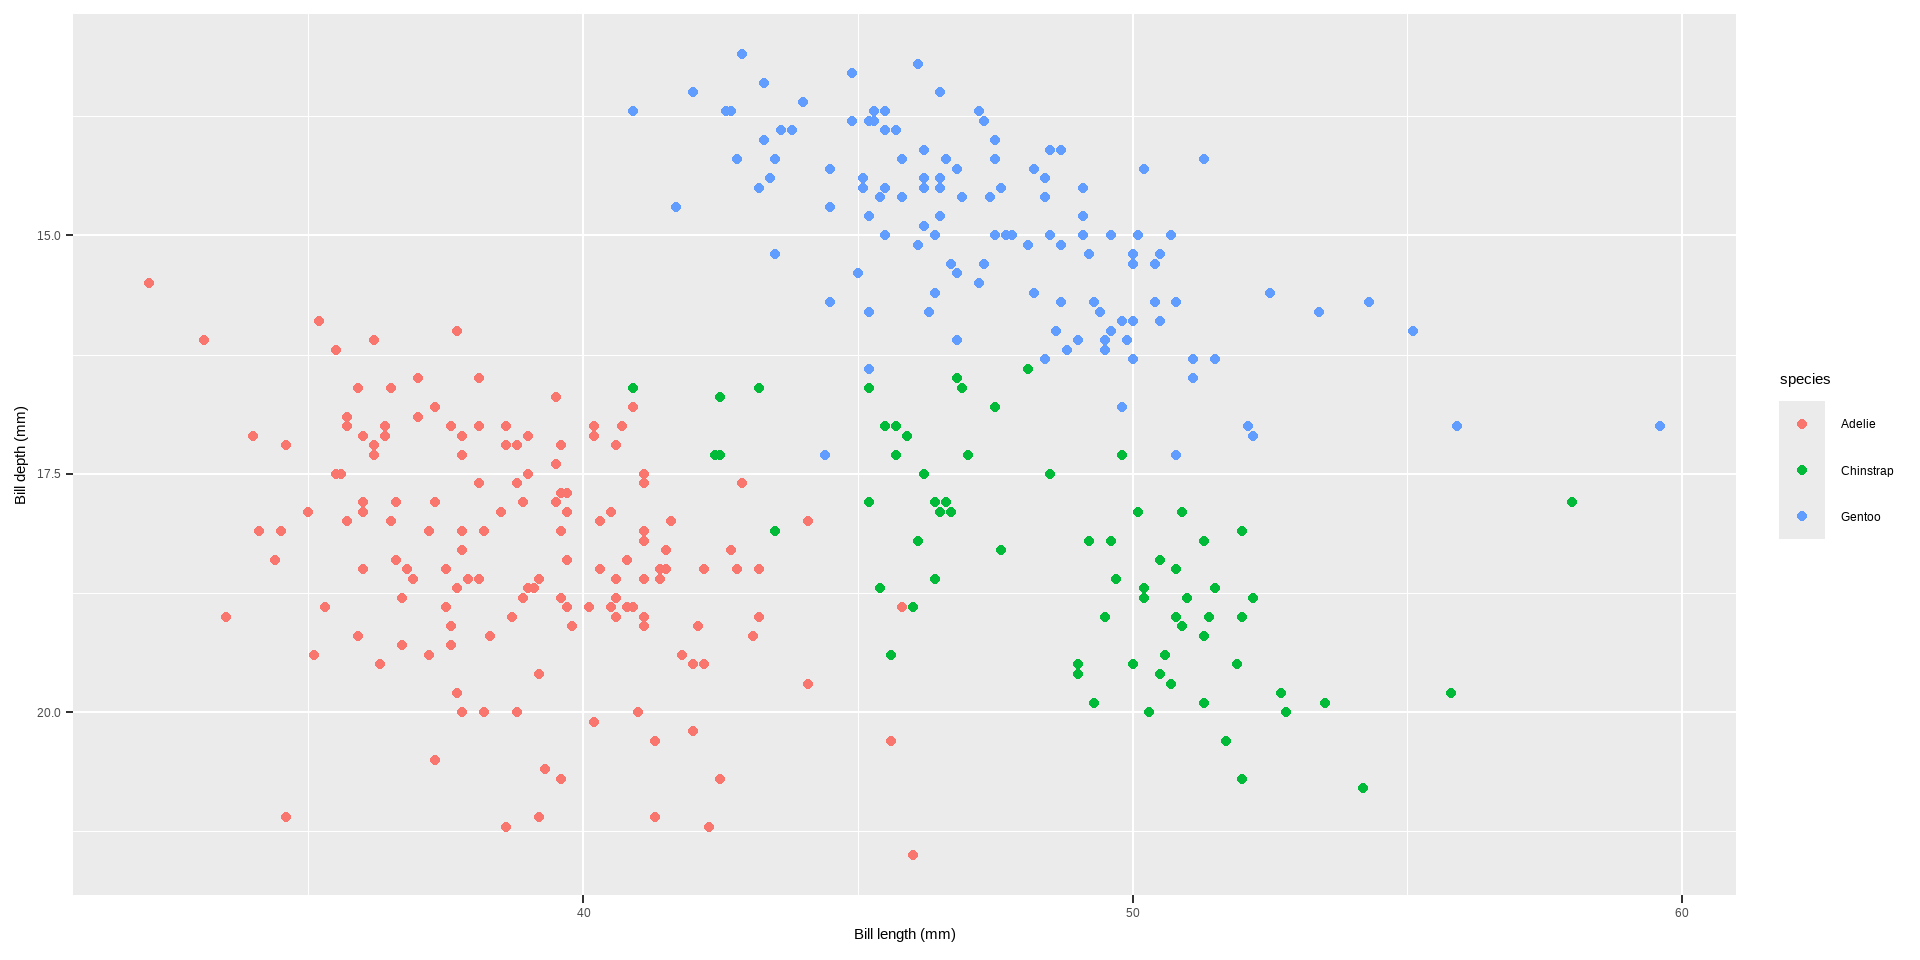 Bill depth (mm)
15.0
17.5
20.0
40
50
60
Bill length (mm)
species
Adelie
Chinstrap
Gentoo